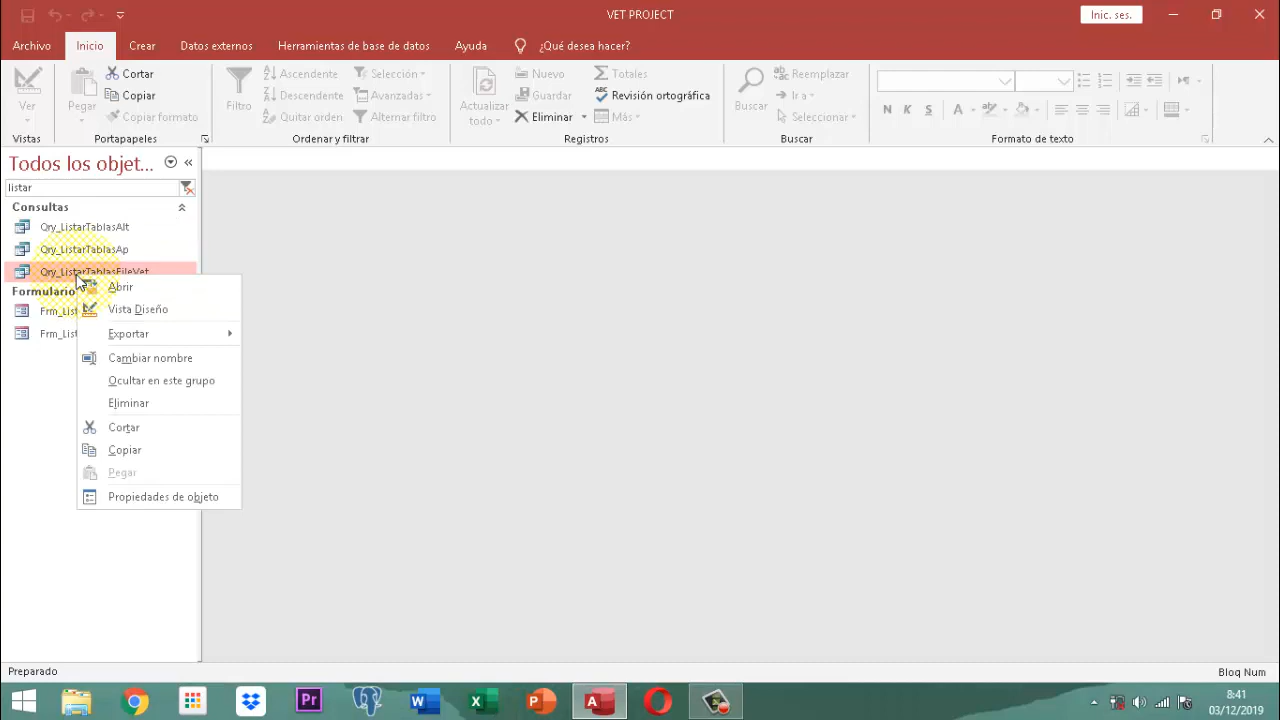 VET PROJECT
Inic. ses.
Archivo Inicio Crear Datos externos Herramientas de base de datos Ayuda ¿Qué desea hacer?
Ver
Pegar
Cortar
Copiar
Copiar formato
Filtro
Ascendente
Descendente
Quitar orden
Selección
Avanzadas
Alternar filtro
Actualizar todo
Nuevo
Guardar
Eliminar
Totales
Revisión ortográfica
Más
Buscar
Reemplazar
Ir a
Seleccionar
N K S A
Vistas Portapapeles Ordenar y filtrar Registros Buscar Formato de texto
Todos los objet... «
listar
Consultas
Qry_ListarTablasAlt
Qry_ListarTablasAp
Qry_ListarTablasFileVet
Formulario
Frm_List
Frm_List
Abrir
Vista Diseño
Exportar
Cambiar nombre
Ocultar en este grupo
Eliminar
Cortar
Copiar
Pegar
Propiedades de objeto
Preparado
Bloq Num
Pr W X P A
8:41
03/12/2019